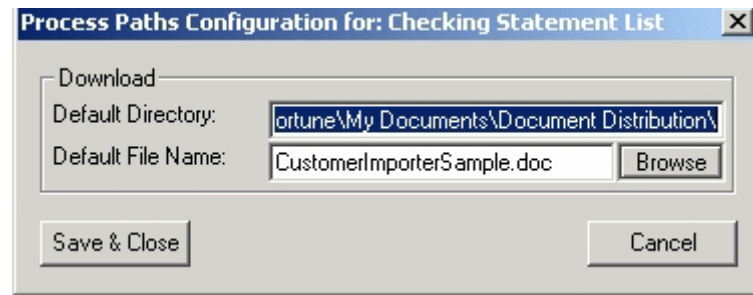 Process Paths Configuration for: Checking Statement List
Download
Default Directory: ortune\My Documents\Document Distribution\
Default File Name: CustomerImporterSample.doc Browse
Save & Close Cancel